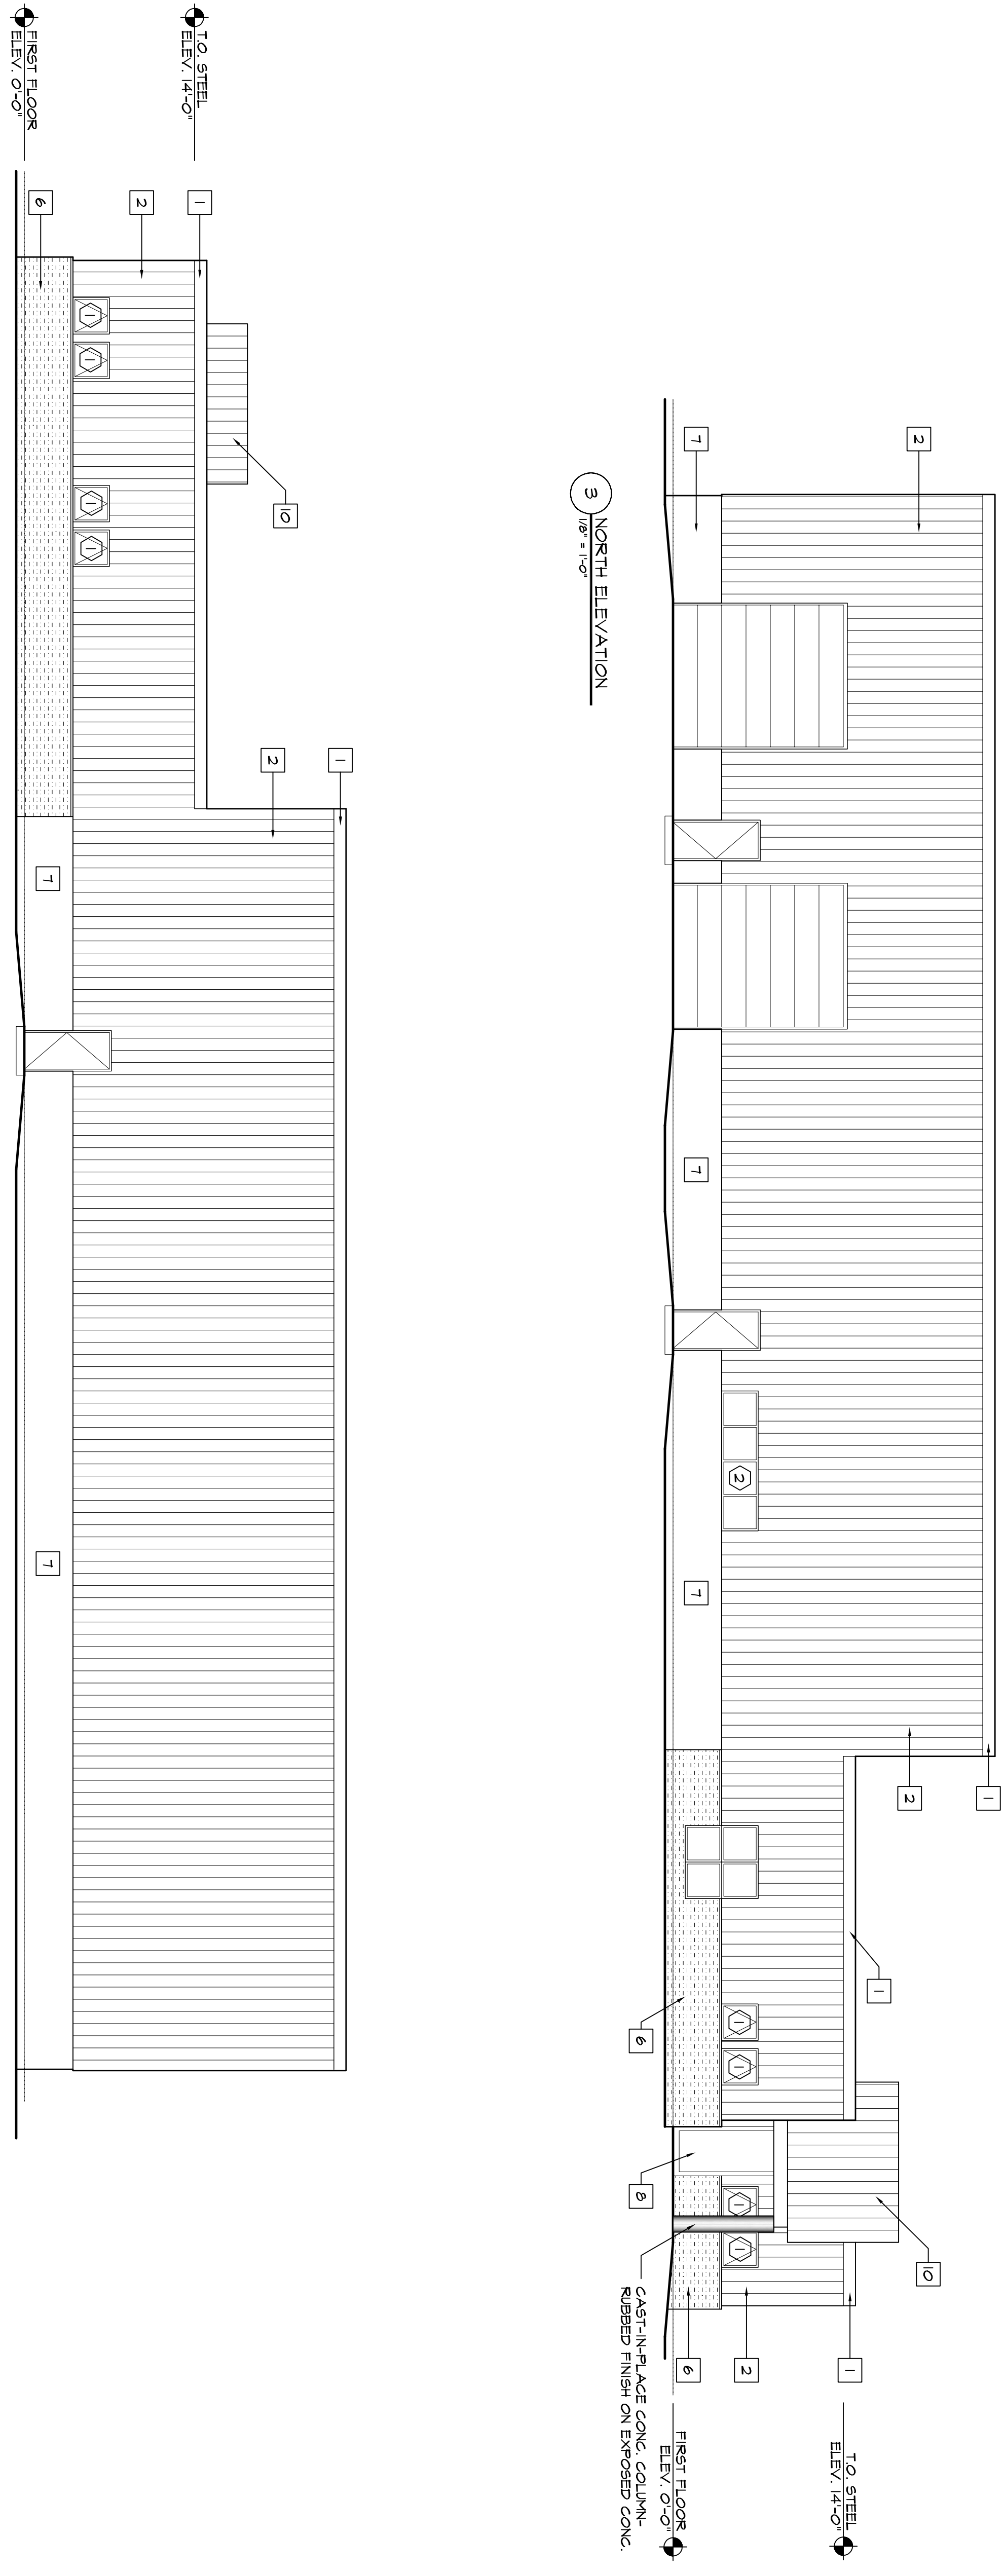 1
10
2
2
1
1
T.O. STEEL
ELEV. 14'-0"
2
1
1
1
1
2
7
7
7
6
FIRST FLOOR
ELEV. 0'-0"
6
8
CAST-IN-PLACE CONC. COLUMN-
RUBBED FINISH ON EXPOSED CONC.
3
NORTH ELEVATION
1/8" = 1'-0"
1
10
2
T.O. STEEL
ELEV. 14'-0"
1
2
1
1
1
1
7
7
FIRST FLOOR
ELEV. 0'-0"
6